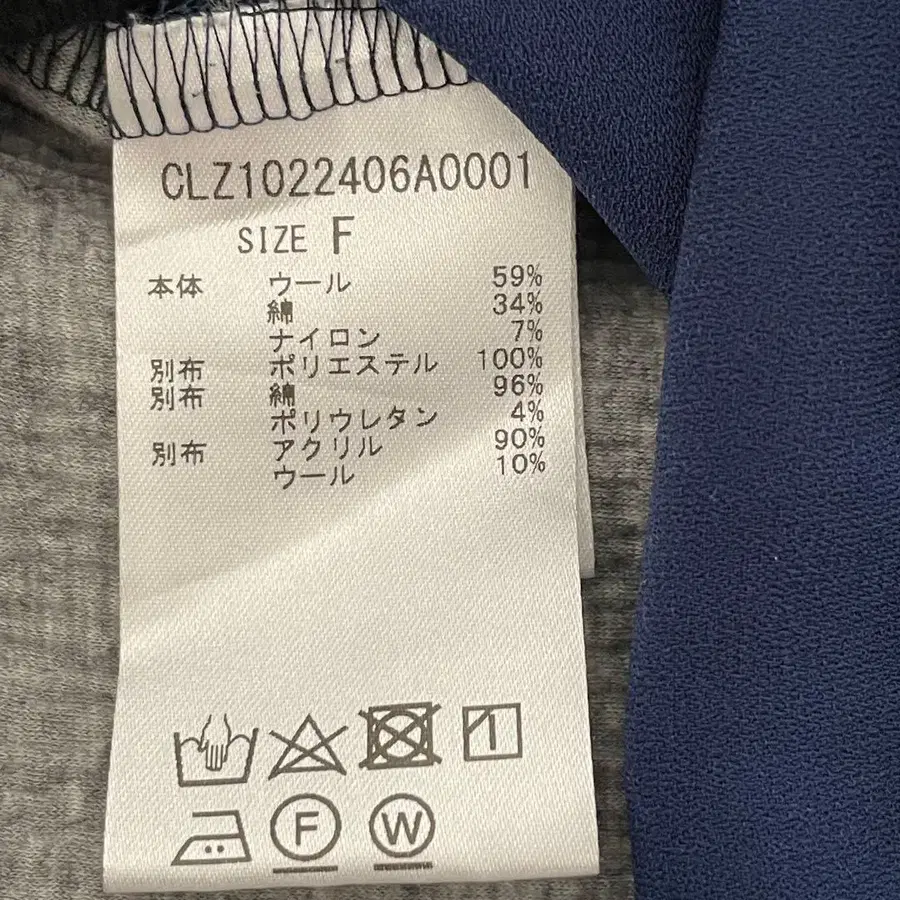 CLZ1022406A0001
SIZE F
本体 ウール 59%
綿 34%
ナイロン 7%
別布 ポリエステル 100%
別布 綿 96%
ポリウレタン 4%
別布 アクリル 90%
ウール 10%
F W